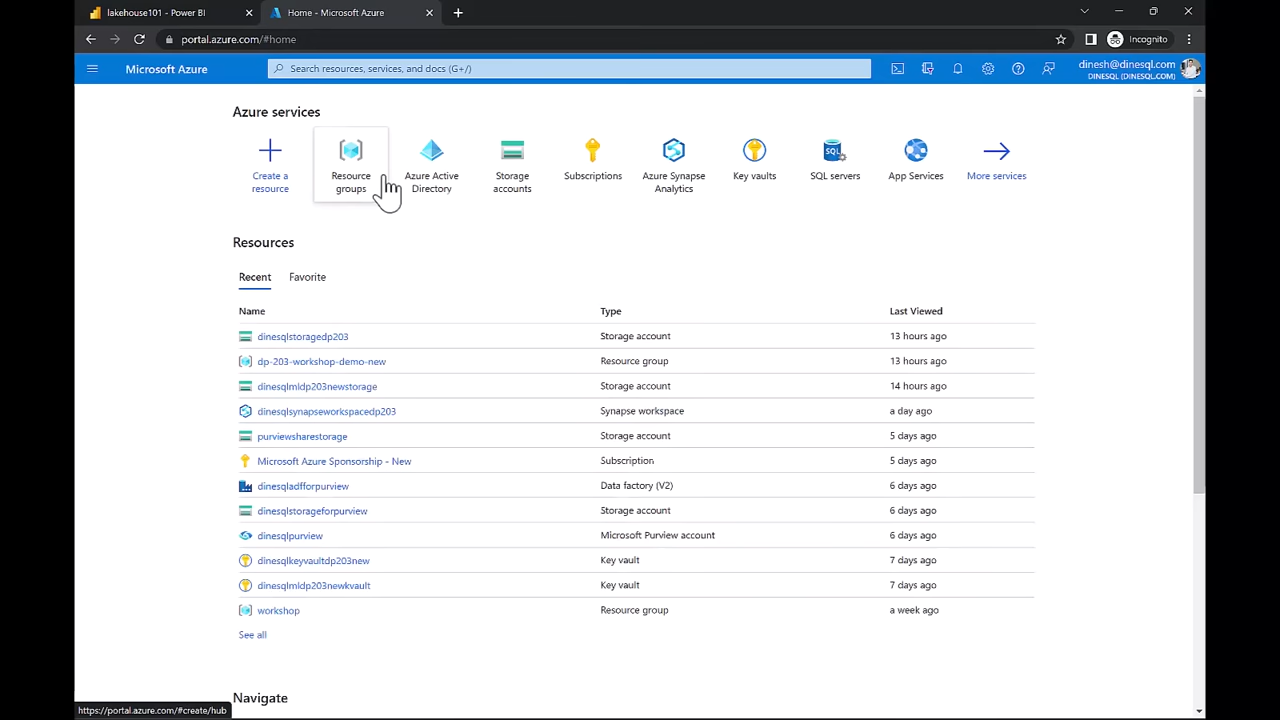 lakehouse101 - Power BI
Home - Microsoft Azure
portal.azure.com/#home
Incognito
Microsoft Azure
Search resources, services, and docs (G+/)
dinesh@dinesql.com
DINESQL (DINESQL.COM)
Azure services
Create a resource
Resource groups
Azure Active Directory
Storage accounts
Subscriptions
Azure Synapse Analytics
Key vaults
SQL servers
App Services
More services
Resources
Recent Favorite
Name Type Last Viewed
dinesqlstoragedp203 Storage account 13 hours ago
dp-203-workshop-demo-new Resource group 13 hours ago
dinesqlmldp203newstorage Storage account 14 hours ago
dinesqlsynapseworkspacedp203 Synapse workspace a day ago
purviewsharestorage Storage account 5 days ago
Microsoft Azure Sponsorship - New Subscription 5 days ago
dinesqladfforpurview Data factory (V2) 6 days ago
dinesqlstorageforpurview Storage account 6 days ago
dinesqlpurview Microsoft Purview account 6 days ago
dinesqlkeyvaultdp203new Key vault 7 days ago
dinesqlmldp203newkvault Key vault 7 days ago
workshop Resource group a week ago
See all
Navigate
https://portal.azure.com/#create/hub